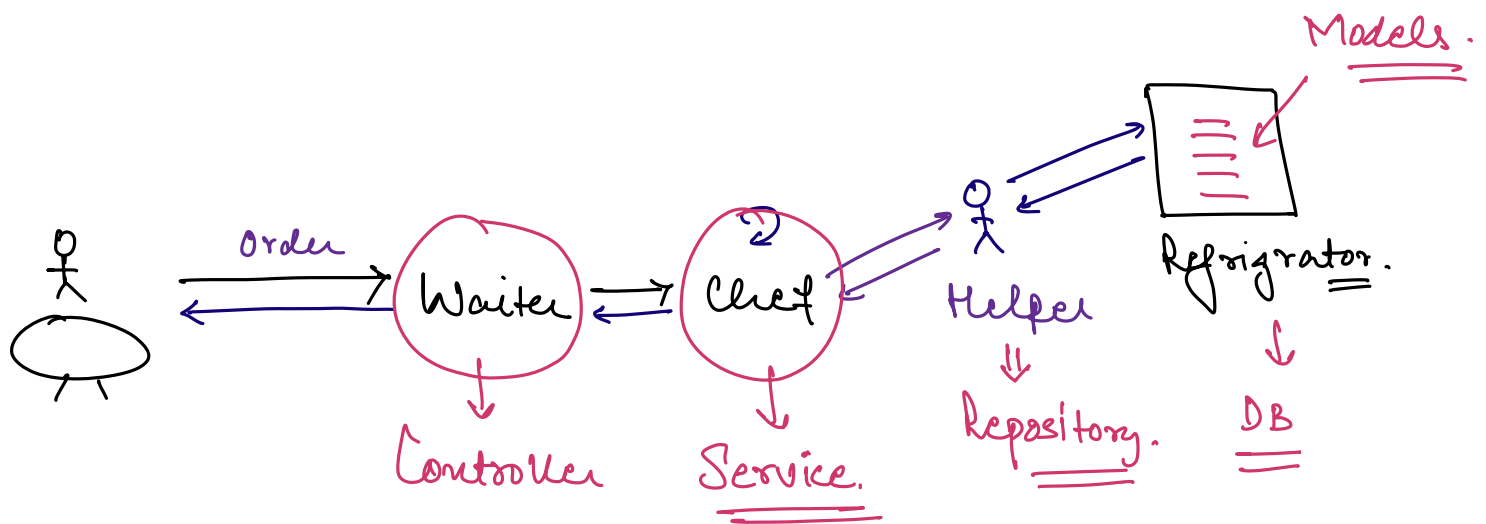 Models.
Order
Waiter
Chef
Helper
Refrigrator.
Controller
Service.
Repository.
DB